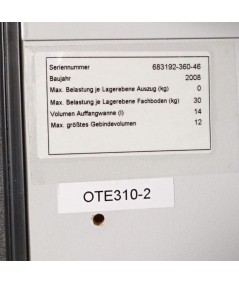 Seriennummer 683192-360-46
Baujahr 2008
Max. Belastung je Lagerebene Auszug (kg) 0
Max. Belastung je Lagerebene Fachboden (kg) 30
Volumen Auffangwanne (l) 14
Max. größtes Gebindevolumen 12
OTE310-2